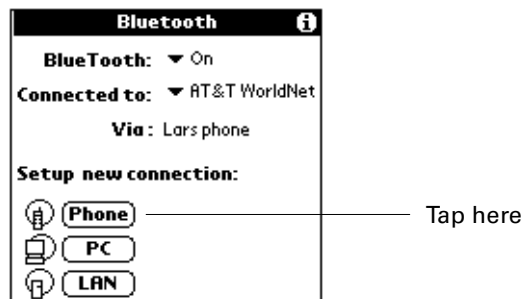 Bluetooth
BlueTooth: On
Connected to: AT&T WorldNet
Via: Lars phone
Setup new connection:
Phone
Tap here
PC
LAN